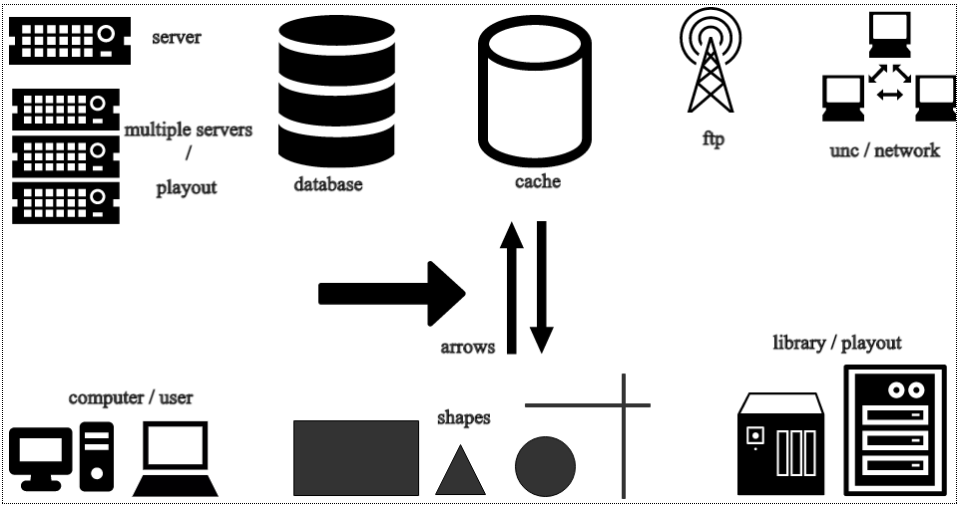 server
multiple servers
/
playout
database
cache
ftp
unc / network
arrows
library / playout
computer / user
shapes